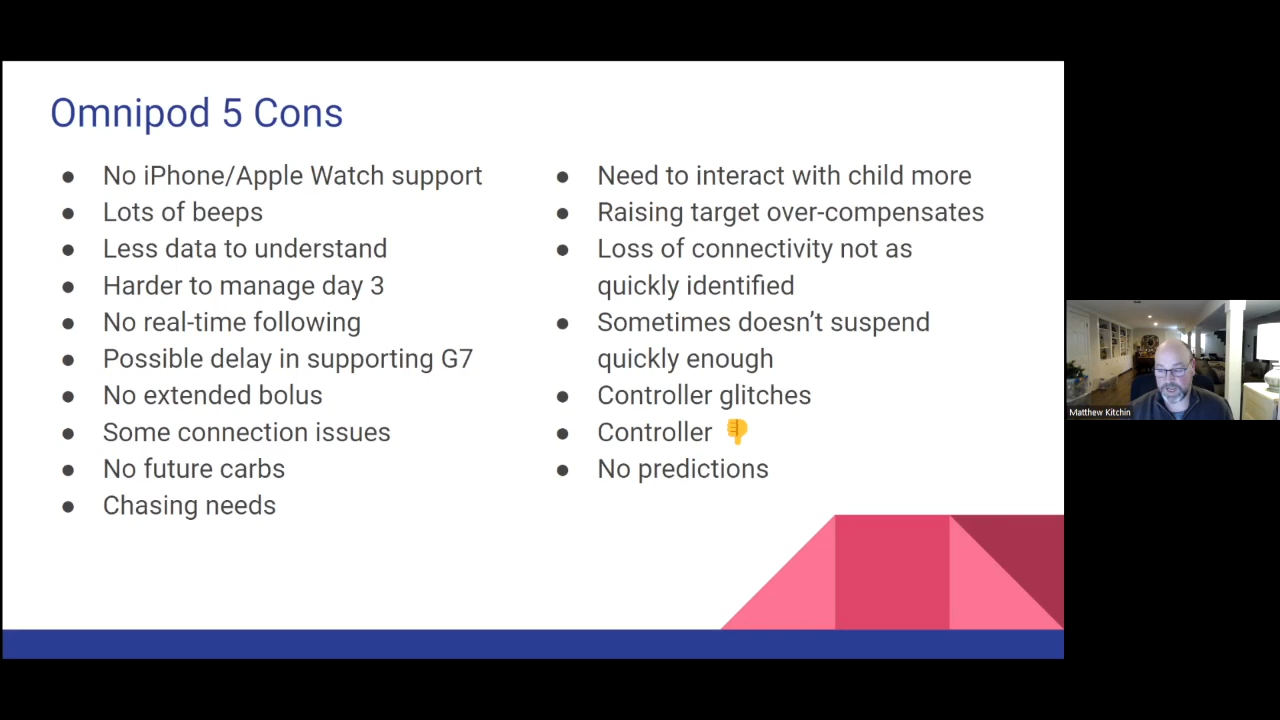 Omnipod 5 Cons
No iPhone/Apple Watch support
Lots of beeps
Less data to understand
Harder to manage day 3
No real-time following
Possible delay in supporting G7
No extended bolus
Some connection issues
No future carbs
Chasing needs
Need to interact with child more
Raising target over-compensates
Loss of connectivity not as
quickly identified
Sometimes doesn’t suspend
quickly enough
Controller glitches
Controller 👎
No predictions
Matthew Kitchin